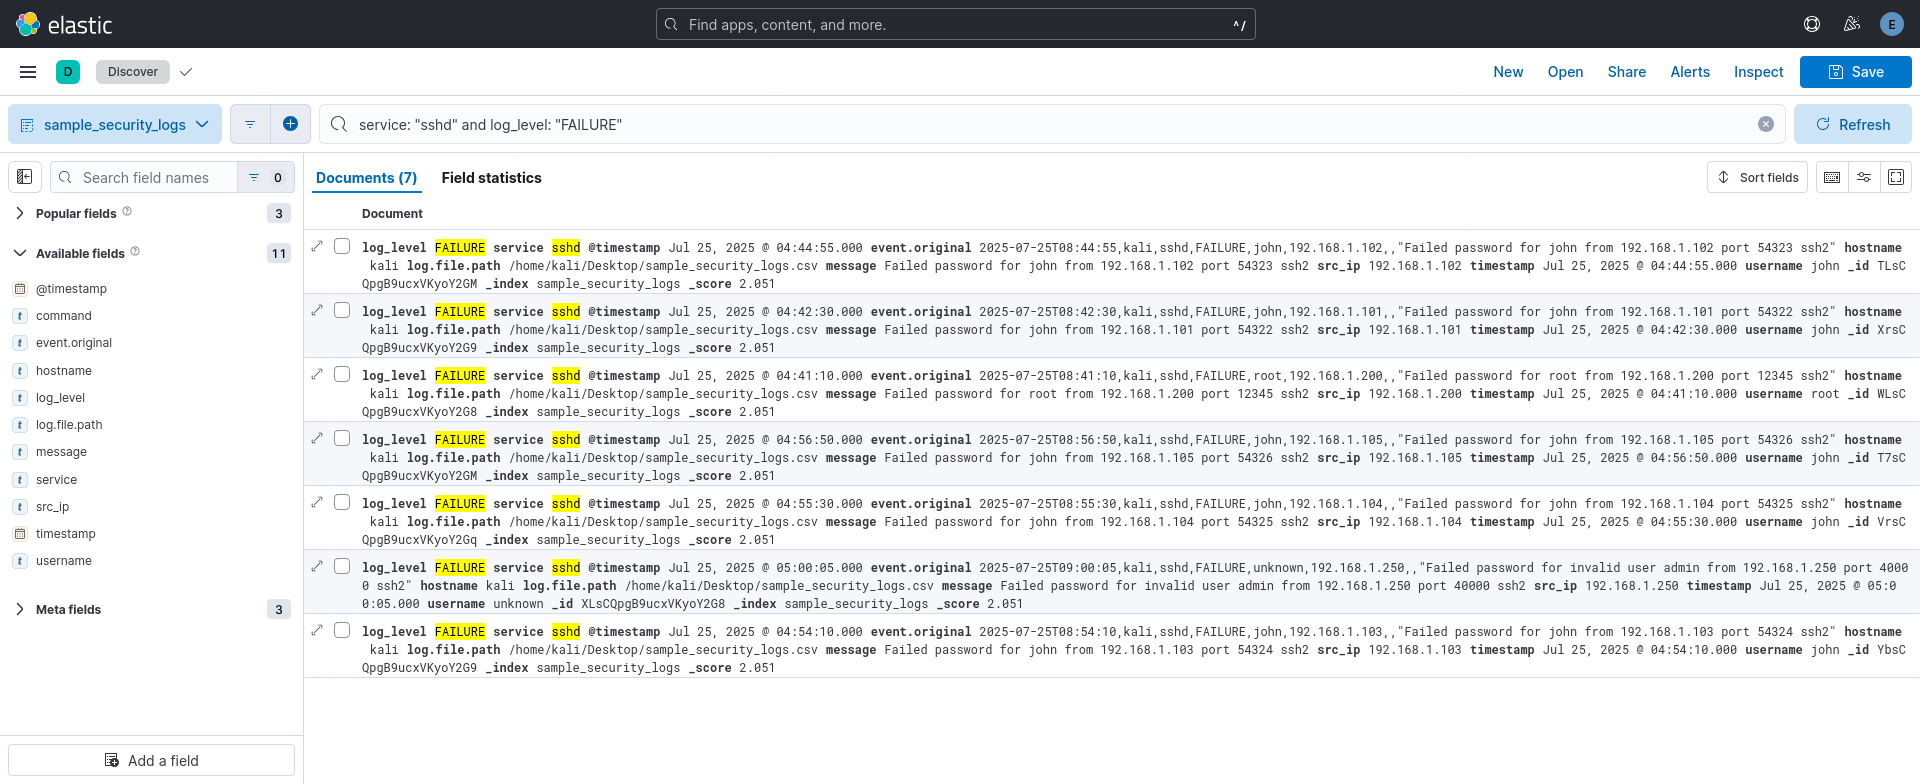 elastic
Find apps, content, and more.
^/
E
D
Discover
New
Open
Share
Alerts
Inspect
Save
sample_security_logs
service: "sshd" and log_level: "FAILURE"
Refresh
Search field names
0
Documents (7)
Field statistics
Sort fields
Popular fields
3
Available fields
11
@timestamp
command
event.original
hostname
log_level
log.file.path
message
service
src_ip
timestamp
username
Meta fields
3
Add a field
Document
log_level FAILURE service sshd @timestamp Jul 25, 2025 @ 04:44:55.000 event.original 2025-07-25T08:44:55,kali,sshd,FAILURE,john,192.168.1.102,,"Failed password for john from 192.168.1.102 port 54323 ssh2" hostname
kali log.file.path /home/kali/Desktop/sample_security_logs.csv message Failed password for john from 192.168.1.102 port 54323 ssh2 src_ip 192.168.1.102 timestamp Jul 25, 2025 @ 04:44:55.000 username john _id TLsC
QpgB9ucxVKyoY2GM _index sample_security_logs _score 2.051
log_level FAILURE service sshd @timestamp Jul 25, 2025 @ 04:42:30.000 event.original 2025-07-25T08:42:30,kali,sshd,FAILURE,john,192.168.1.101,,"Failed password for john from 192.168.1.101 port 54322 ssh2" hostname
kali log.file.path /home/kali/Desktop/sample_security_logs.csv message Failed password for john from 192.168.1.101 port 54322 ssh2 src_ip 192.168.1.101 timestamp Jul 25, 2025 @ 04:42:30.000 username john _id XrsC
QpgB9ucxVKyoY2G9 _index sample_security_logs _score 2.051
log_level FAILURE service sshd @timestamp Jul 25, 2025 @ 04:41:10.000 event.original 2025-07-25T08:41:10,kali,sshd,FAILURE,root,192.168.1.200,,"Failed password for root from 192.168.1.200 port 12345 ssh2" hostname
kali log.file.path /home/kali/Desktop/sample_security_logs.csv message Failed password for root from 192.168.1.200 port 12345 ssh2 src_ip 192.168.1.200 timestamp Jul 25, 2025 @ 04:41:10.000 username root _id WLsC
QpgB9ucxVKyoY2G8 _index sample_security_logs _score 2.051
log_level FAILURE service sshd @timestamp Jul 25, 2025 @ 04:56:50.000 event.original 2025-07-25T08:56:50,kali,sshd,FAILURE,john,192.168.1.105,,"Failed password for john from 192.168.1.105 port 54326 ssh2" hostname
kali log.file.path /home/kali/Desktop/sample_security_logs.csv message Failed password for john from 192.168.1.105 port 54326 ssh2 src_ip 192.168.1.105 timestamp Jul 25, 2025 @ 04:56:50.000 username john _id T7sC
QpgB9ucxVKyoY2GM _index sample_security_logs _score 2.051
log_level FAILURE service sshd @timestamp Jul 25, 2025 @ 04:55:30.000 event.original 2025-07-25T08:55:30,kali,sshd,FAILURE,john,192.168.1.104,,"Failed password for john from 192.168.1.104 port 54325 ssh2" hostname
kali log.file.path /home/kali/Desktop/sample_security_logs.csv message Failed password for john from 192.168.1.104 port 54325 ssh2 src_ip 192.168.1.104 timestamp Jul 25, 2025 @ 04:55:30.000 username john _id VrsC
QpgB9ucxVKyoY2Gq _index sample_security_logs _score 2.051
log_level FAILURE service sshd @timestamp Jul 25, 2025 @ 05:00:05.000 event.original 2025-07-25T09:00:05,kali,sshd,FAILURE,unknown,192.168.1.250,,"Failed password for invalid user admin from 192.168.1.250 port 4000
0 ssh2" hostname kali log.file.path /home/kali/Desktop/sample_security_logs.csv message Failed password for invalid user admin from 192.168.1.250 port 40000 ssh2 src_ip 192.168.1.250 timestamp Jul 25, 2025 @ 05:0
0:05.000 username unknown _id XLsCQpgB9ucxVKyoY2G8 _index sample_security_logs _score 2.051
log_level FAILURE service sshd @timestamp Jul 25, 2025 @ 04:54:10.000 event.original 2025-07-25T08:54:10,kali,sshd,FAILURE,john,192.168.1.103,,"Failed password for john from 192.168.1.103 port 54324 ssh2" hostname
kali log.file.path /home/kali/Desktop/sample_security_logs.csv message Failed password for john from 192.168.1.103 port 54324 ssh2 src_ip 192.168.1.103 timestamp Jul 25, 2025 @ 04:54:10.000 username john _id YbsC
QpgB9ucxVKyoY2G9 _index sample_security_logs _score 2.051